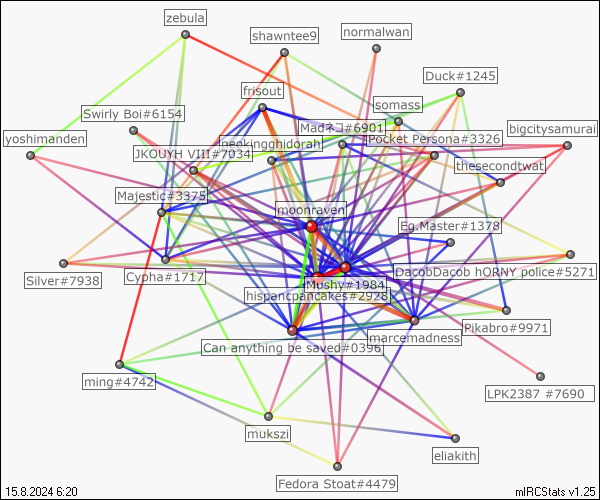 zebula
shawntee9
normalwan
Duck#1245
frisout
somass
Swirly Boi#6154
Madネコ#6901
bigcitysamurai
yoshimanden
neokingghidorah
Pocket Persona#3326
JKOUYH VIII#7034
thesecondtwat
Majestic#3375
moonraven
Eg.Master#1378
Silver#7938
Cypha#1717
Mushy#1984
DacobDacob hORNY police#5271
hispancpancakes#2928
Pikabro#9971
Can anything be saved#0396
marcemadness
ming#4742
LPK2387 #7690
mukszi
eliakith
Fedora Stoat#4479
15.8.2024 6:20
mIRCStats v1.25